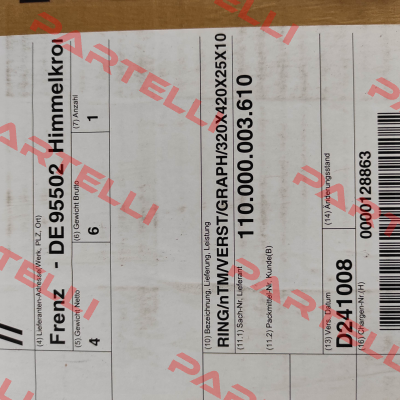 //
(4) Lieferanten-Adresse(Werk, PLZ, Ort)
Frenz - DE 95502 Himmelkron
(5) Gewicht Netto
4
(6) Gewicht Brutto
6
(7) Anzahl
1
(10) Bezeichnung, Lieferung, Leistung
RING/nTM/VERST/GRAPH/320X420X25X10
(11.1) Sach-Nr. Lieferant
110.000.003.610
(11.2) Packmittel-Nr. Kunde(B)
(13) Vers. Datum
D241008
(14) Änderungsstand
(16) Chargen-Nr.(H)
0000128863
PARTELLI
PARTELLI
PARTELLI
PARTELLI
PARTELLI